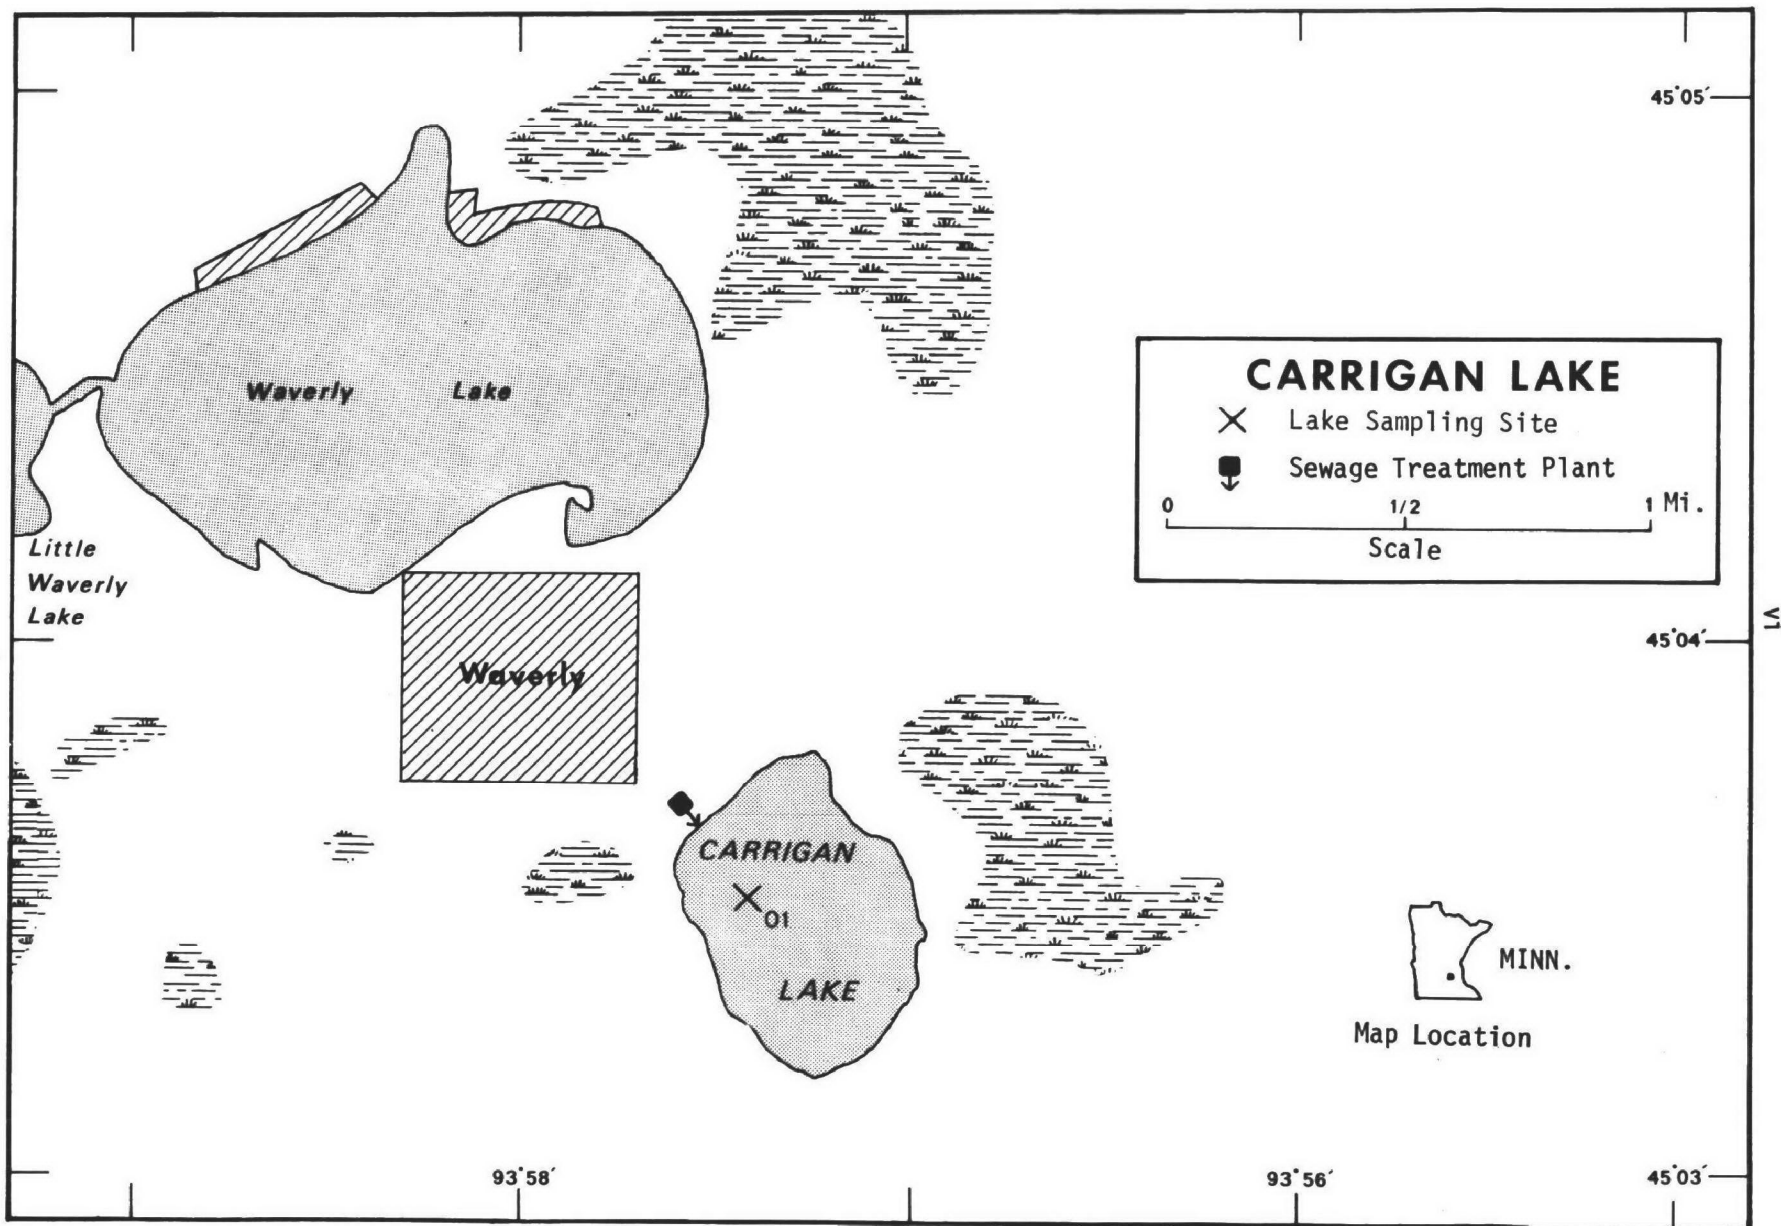 45°05′
Waverly Lake
CARRIGAN LAKE
Lake Sampling Site
Sewage Treatment Plant
0 1/2 1 Mi.
Scale
Little
Waverly
Lake
VI
45°04′
Waverly
CARRIGAN
01
LAKE
MINN.
Map Location
93°58′
93°56′
45°03′